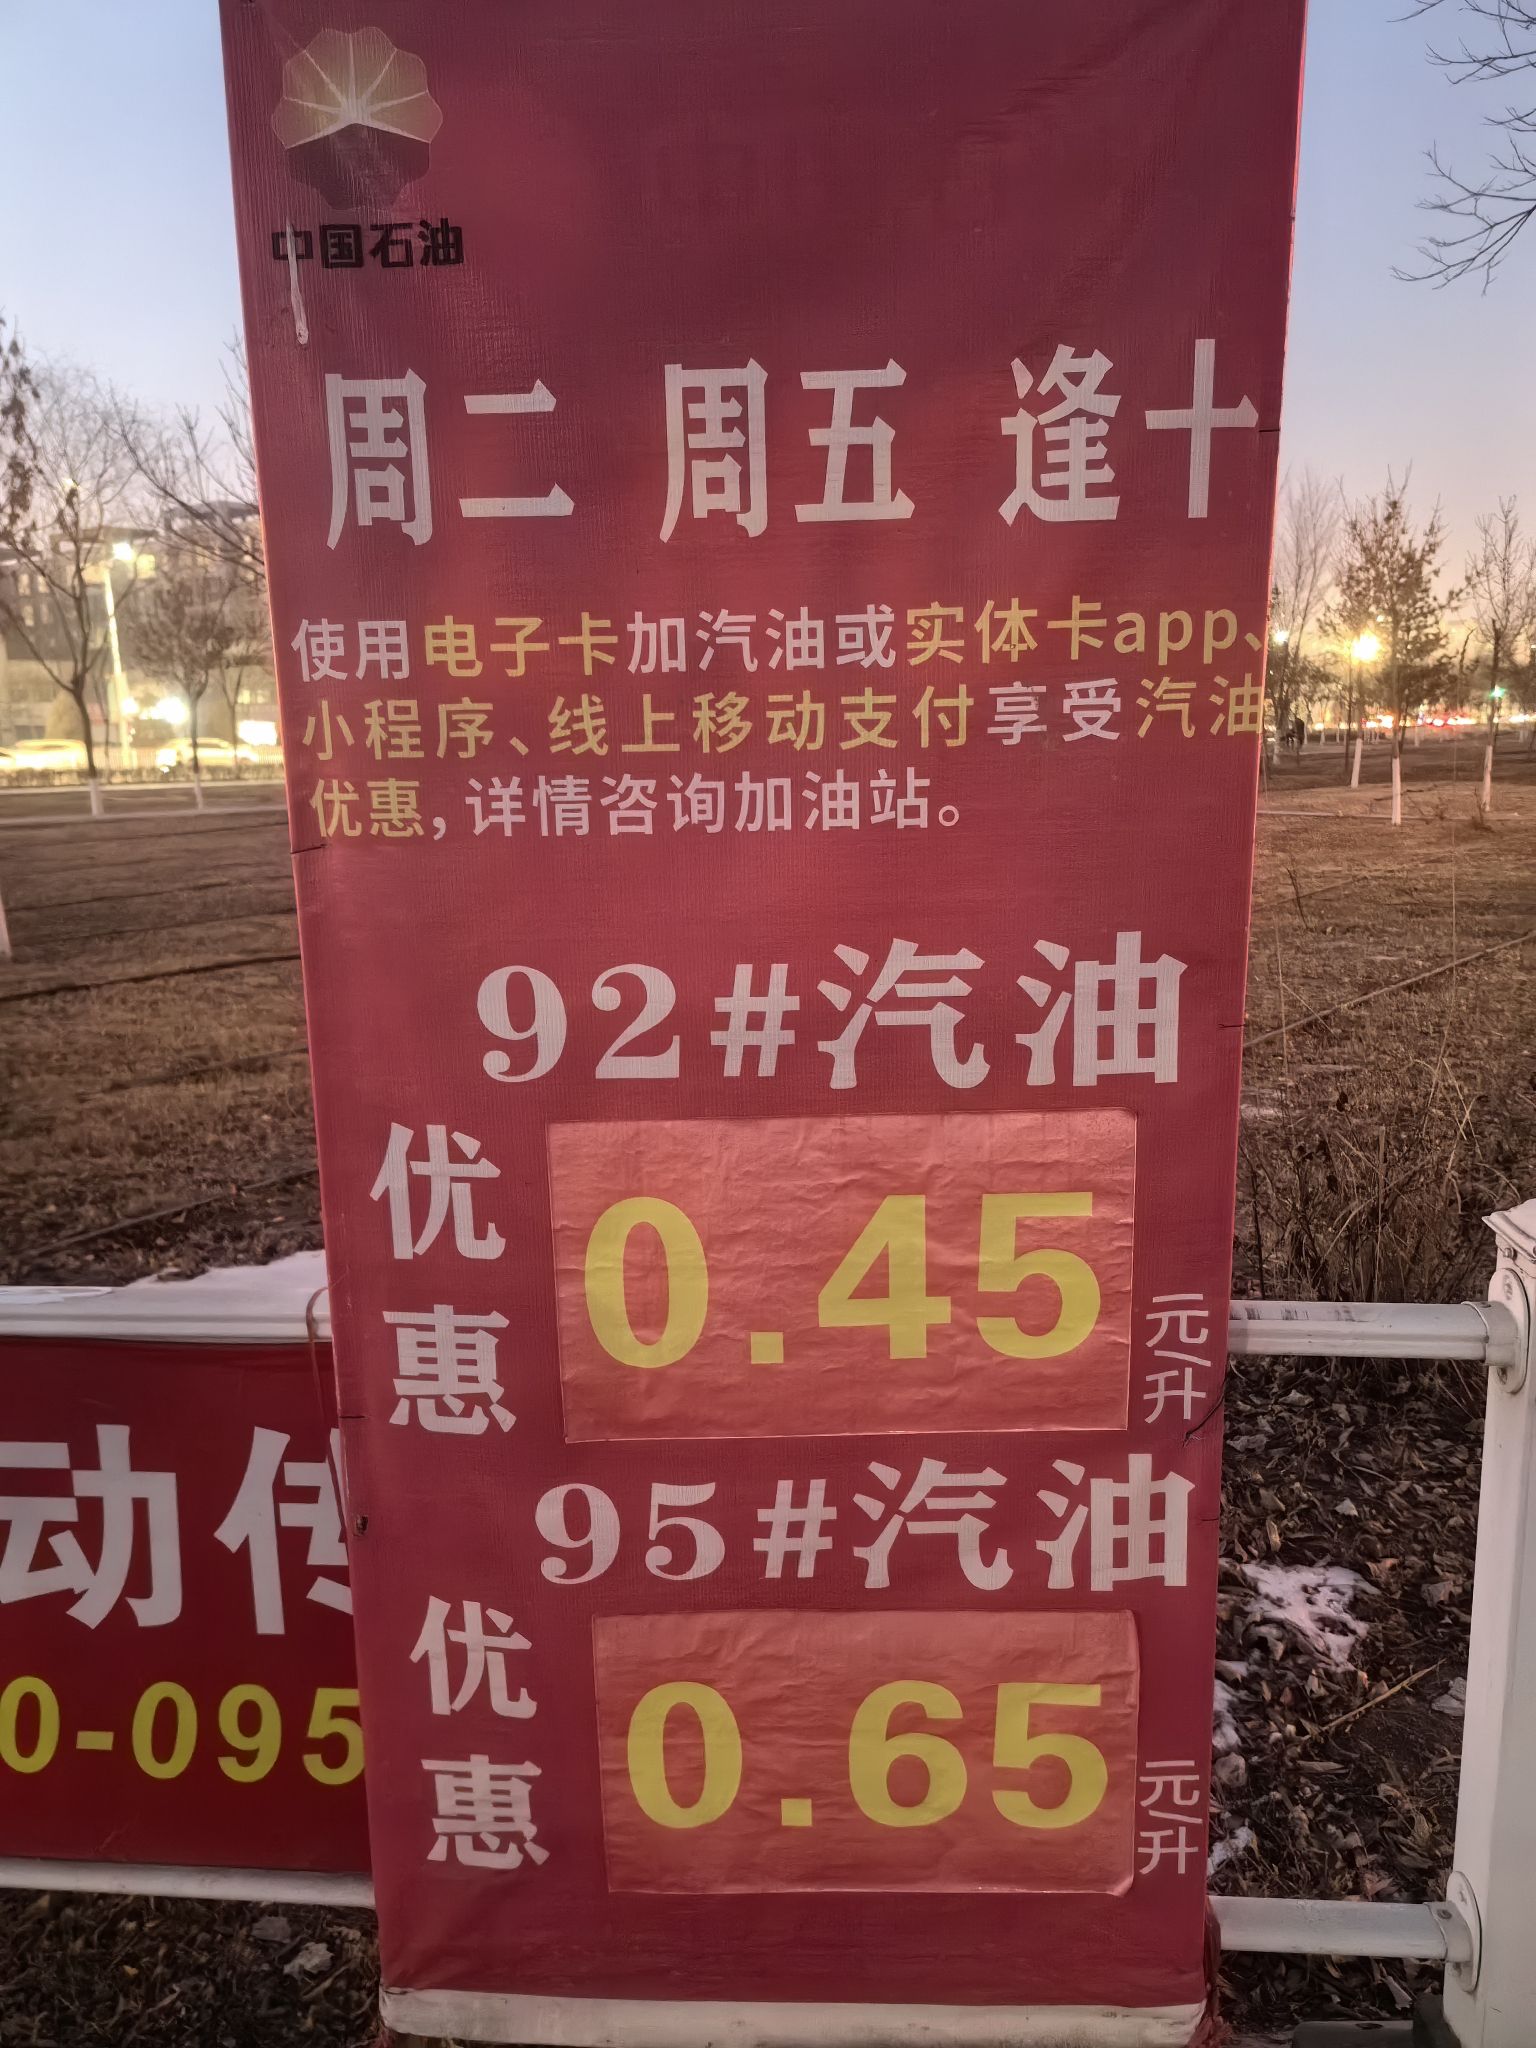 中国石油
周二 周五 逢十
使用电子卡加汽油或实体卡app、
小程序、线上移动支付享受汽油
优惠，详情咨询加油站。
92#汽油
优惠
0.45
元/升
95#汽油
优惠
0.65
元/升
动传
0-095